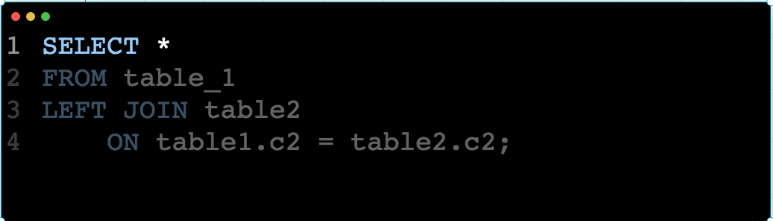 1 SELECT *
2 FROM table_1
3 LEFT JOIN table2
4     ON table1.c2 = table2.c2;